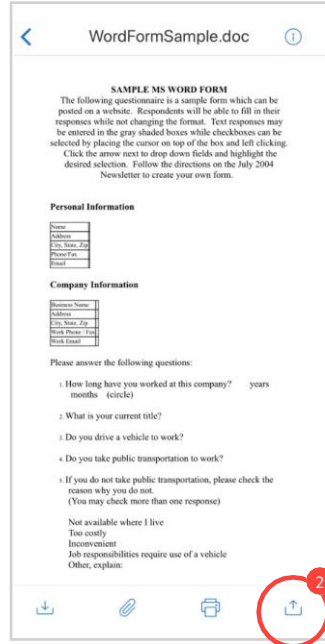 WordFormSample.doc
SAMPLE MS WORD FORM
The following questionnaire is a sample form which can be
posted on a website. Respondents will be able to fill in their
responses while not changing the format. Text responses may
be entered in the gray shaded boxes while checkboxes can be
selected by placing the cursor on top of the box and left clicking.
Click the arrow next to drop down fields and highlight the
desired selection. Follow the directions on the July 2004
Newsletter to create your own form.
Personal Information
Name
Address
City, State, Zip
Phone/Fax
Email
Company Information
Business Name
Address
City, State, Zip
Work Phone / Fax
Work Email
Please answer the following questions:
1. How long have you worked at this company? years
months (circle)
2. What is your current title?
3. Do you drive a vehicle to work?
4. Do you take public transportation to work?
5. If you do not take public transportation, please check the
reason why you do not.
(You may check more than one response)
Not available where I live
Too costly
Inconvenient
Job responsibilities require use of a vehicle
Other, explain:
2